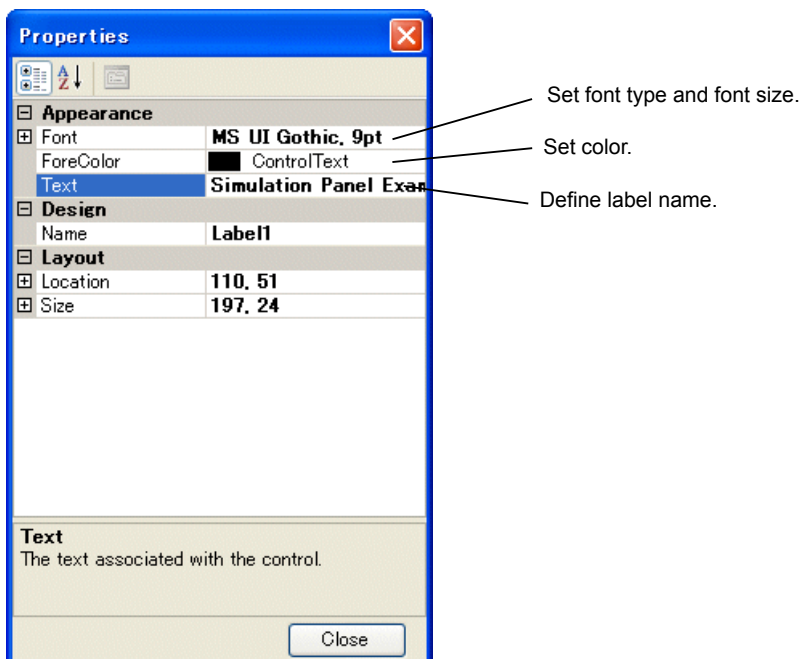 Properties
Appearance
Font MS UI Gothic, 9pt
ForeColor ControlText
Text Simulation Panel Exam
Design
Name Label1
Layout
Location 110, 51
Size 197, 24
Text
The text associated with the control.
Close
Set font type and font size.
Set color.
Define label name.